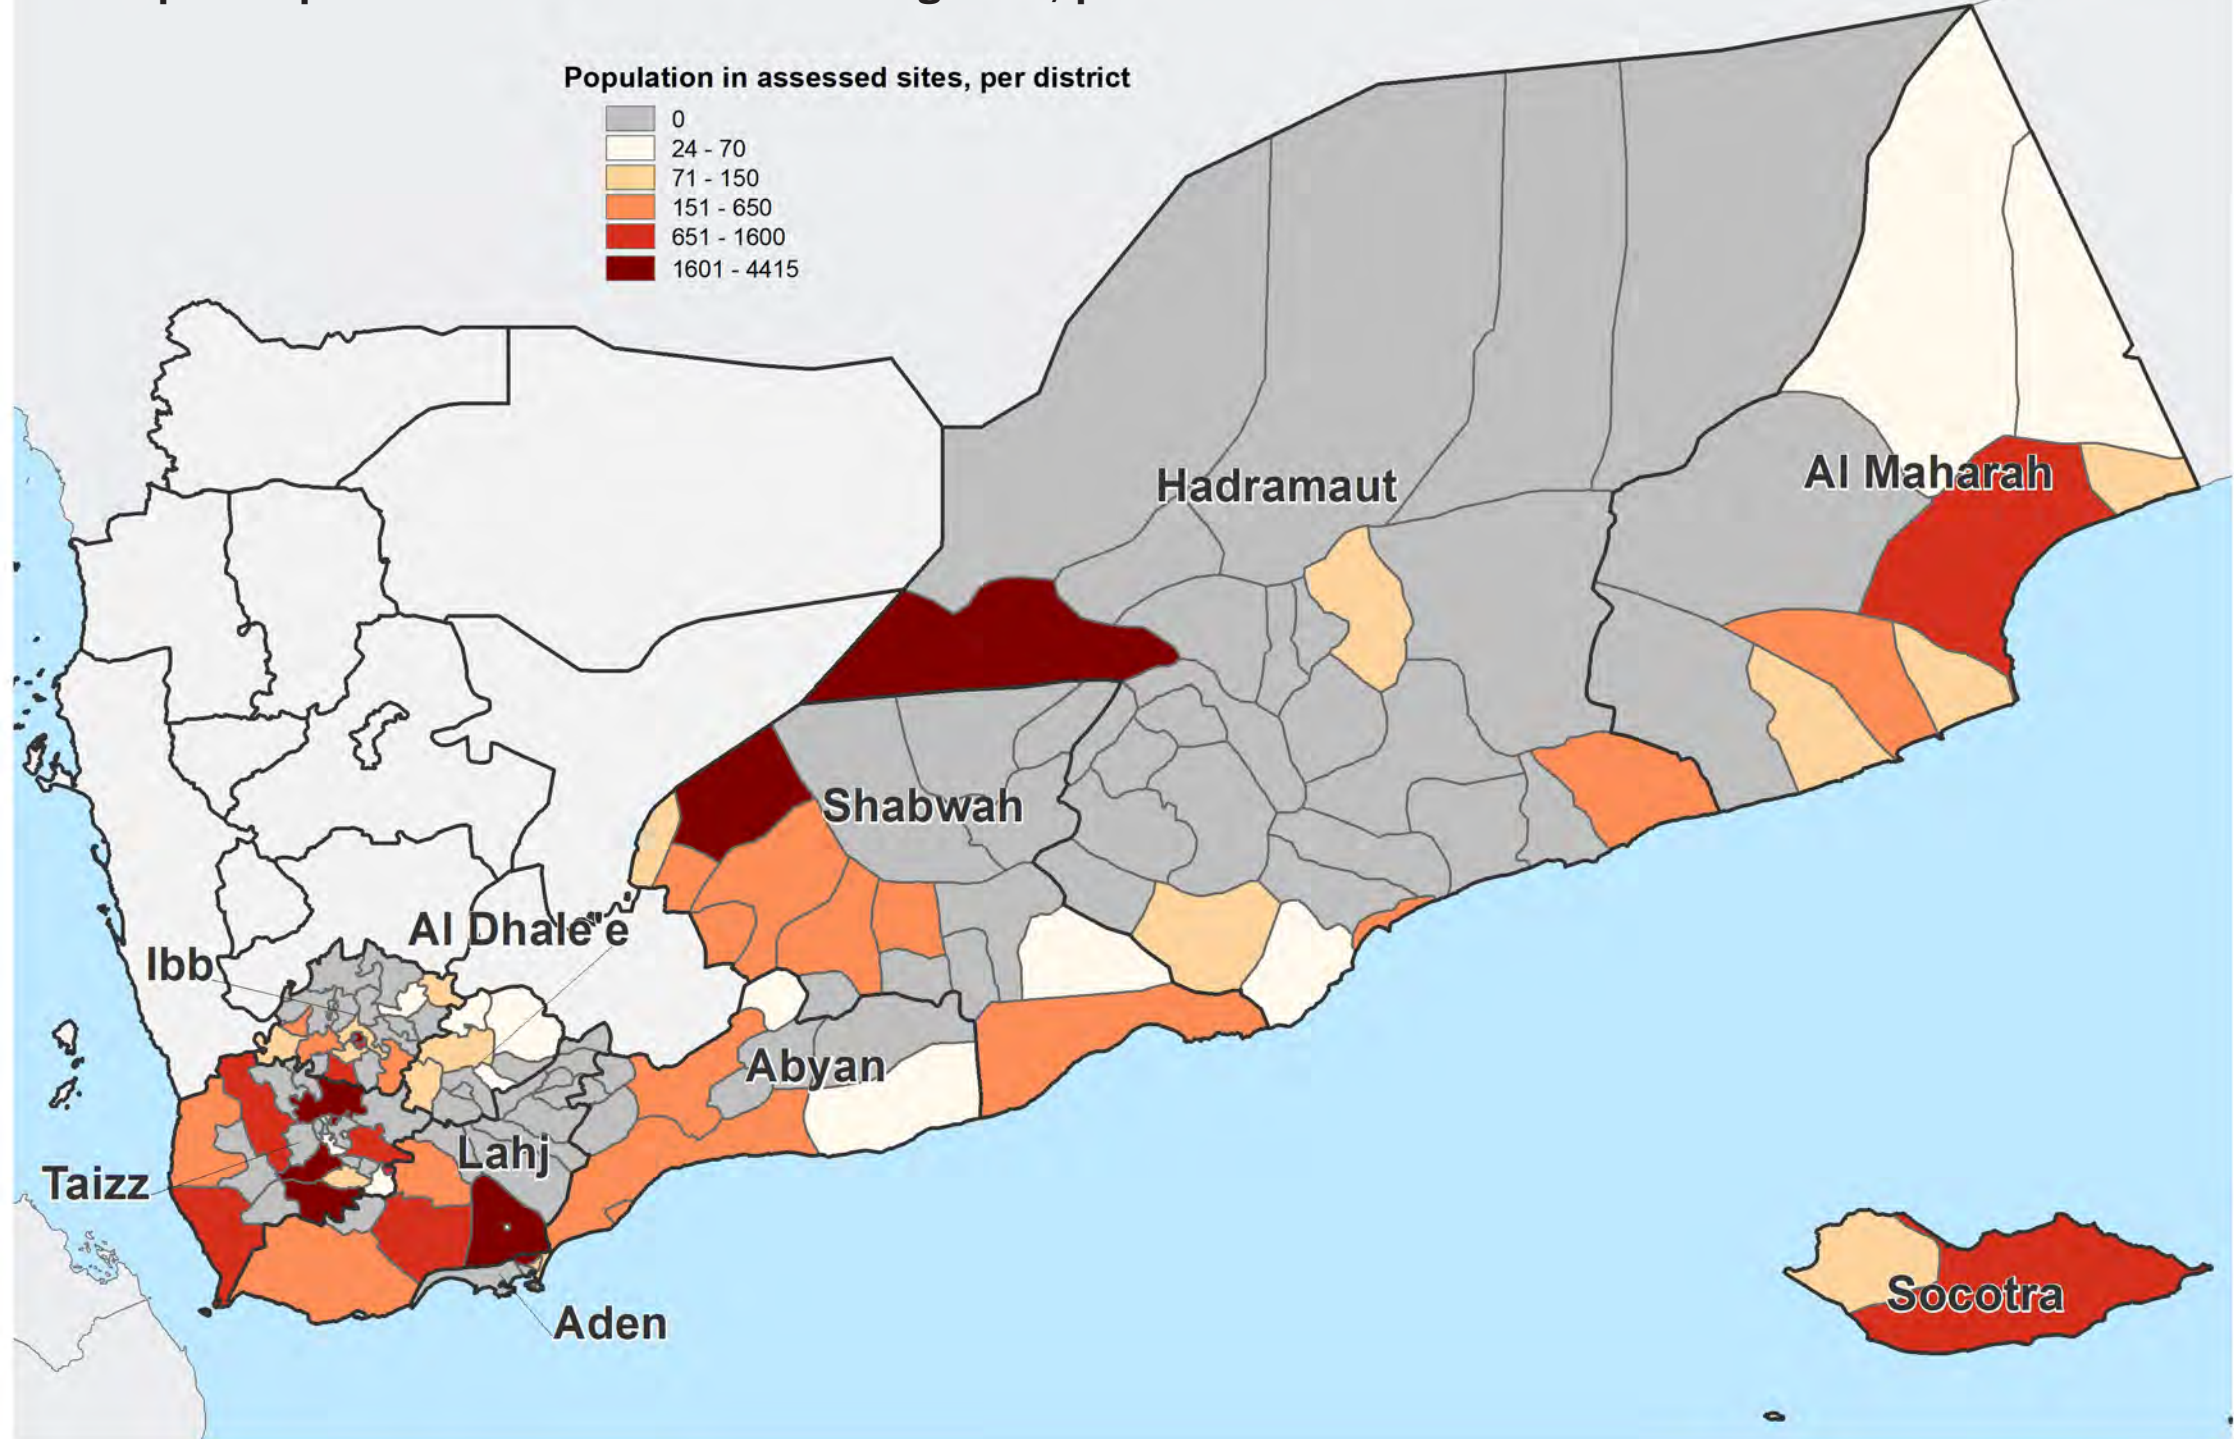 Population in assessed sites, per district
0
24 - 70
71 - 150
151 - 650
651 - 1600
1601 - 4415
Hadramaut
Al Maharah
Shabwah
Al Dhale'e
Ibb
Abyan
Lahj
Taizz
Socotra
Aden